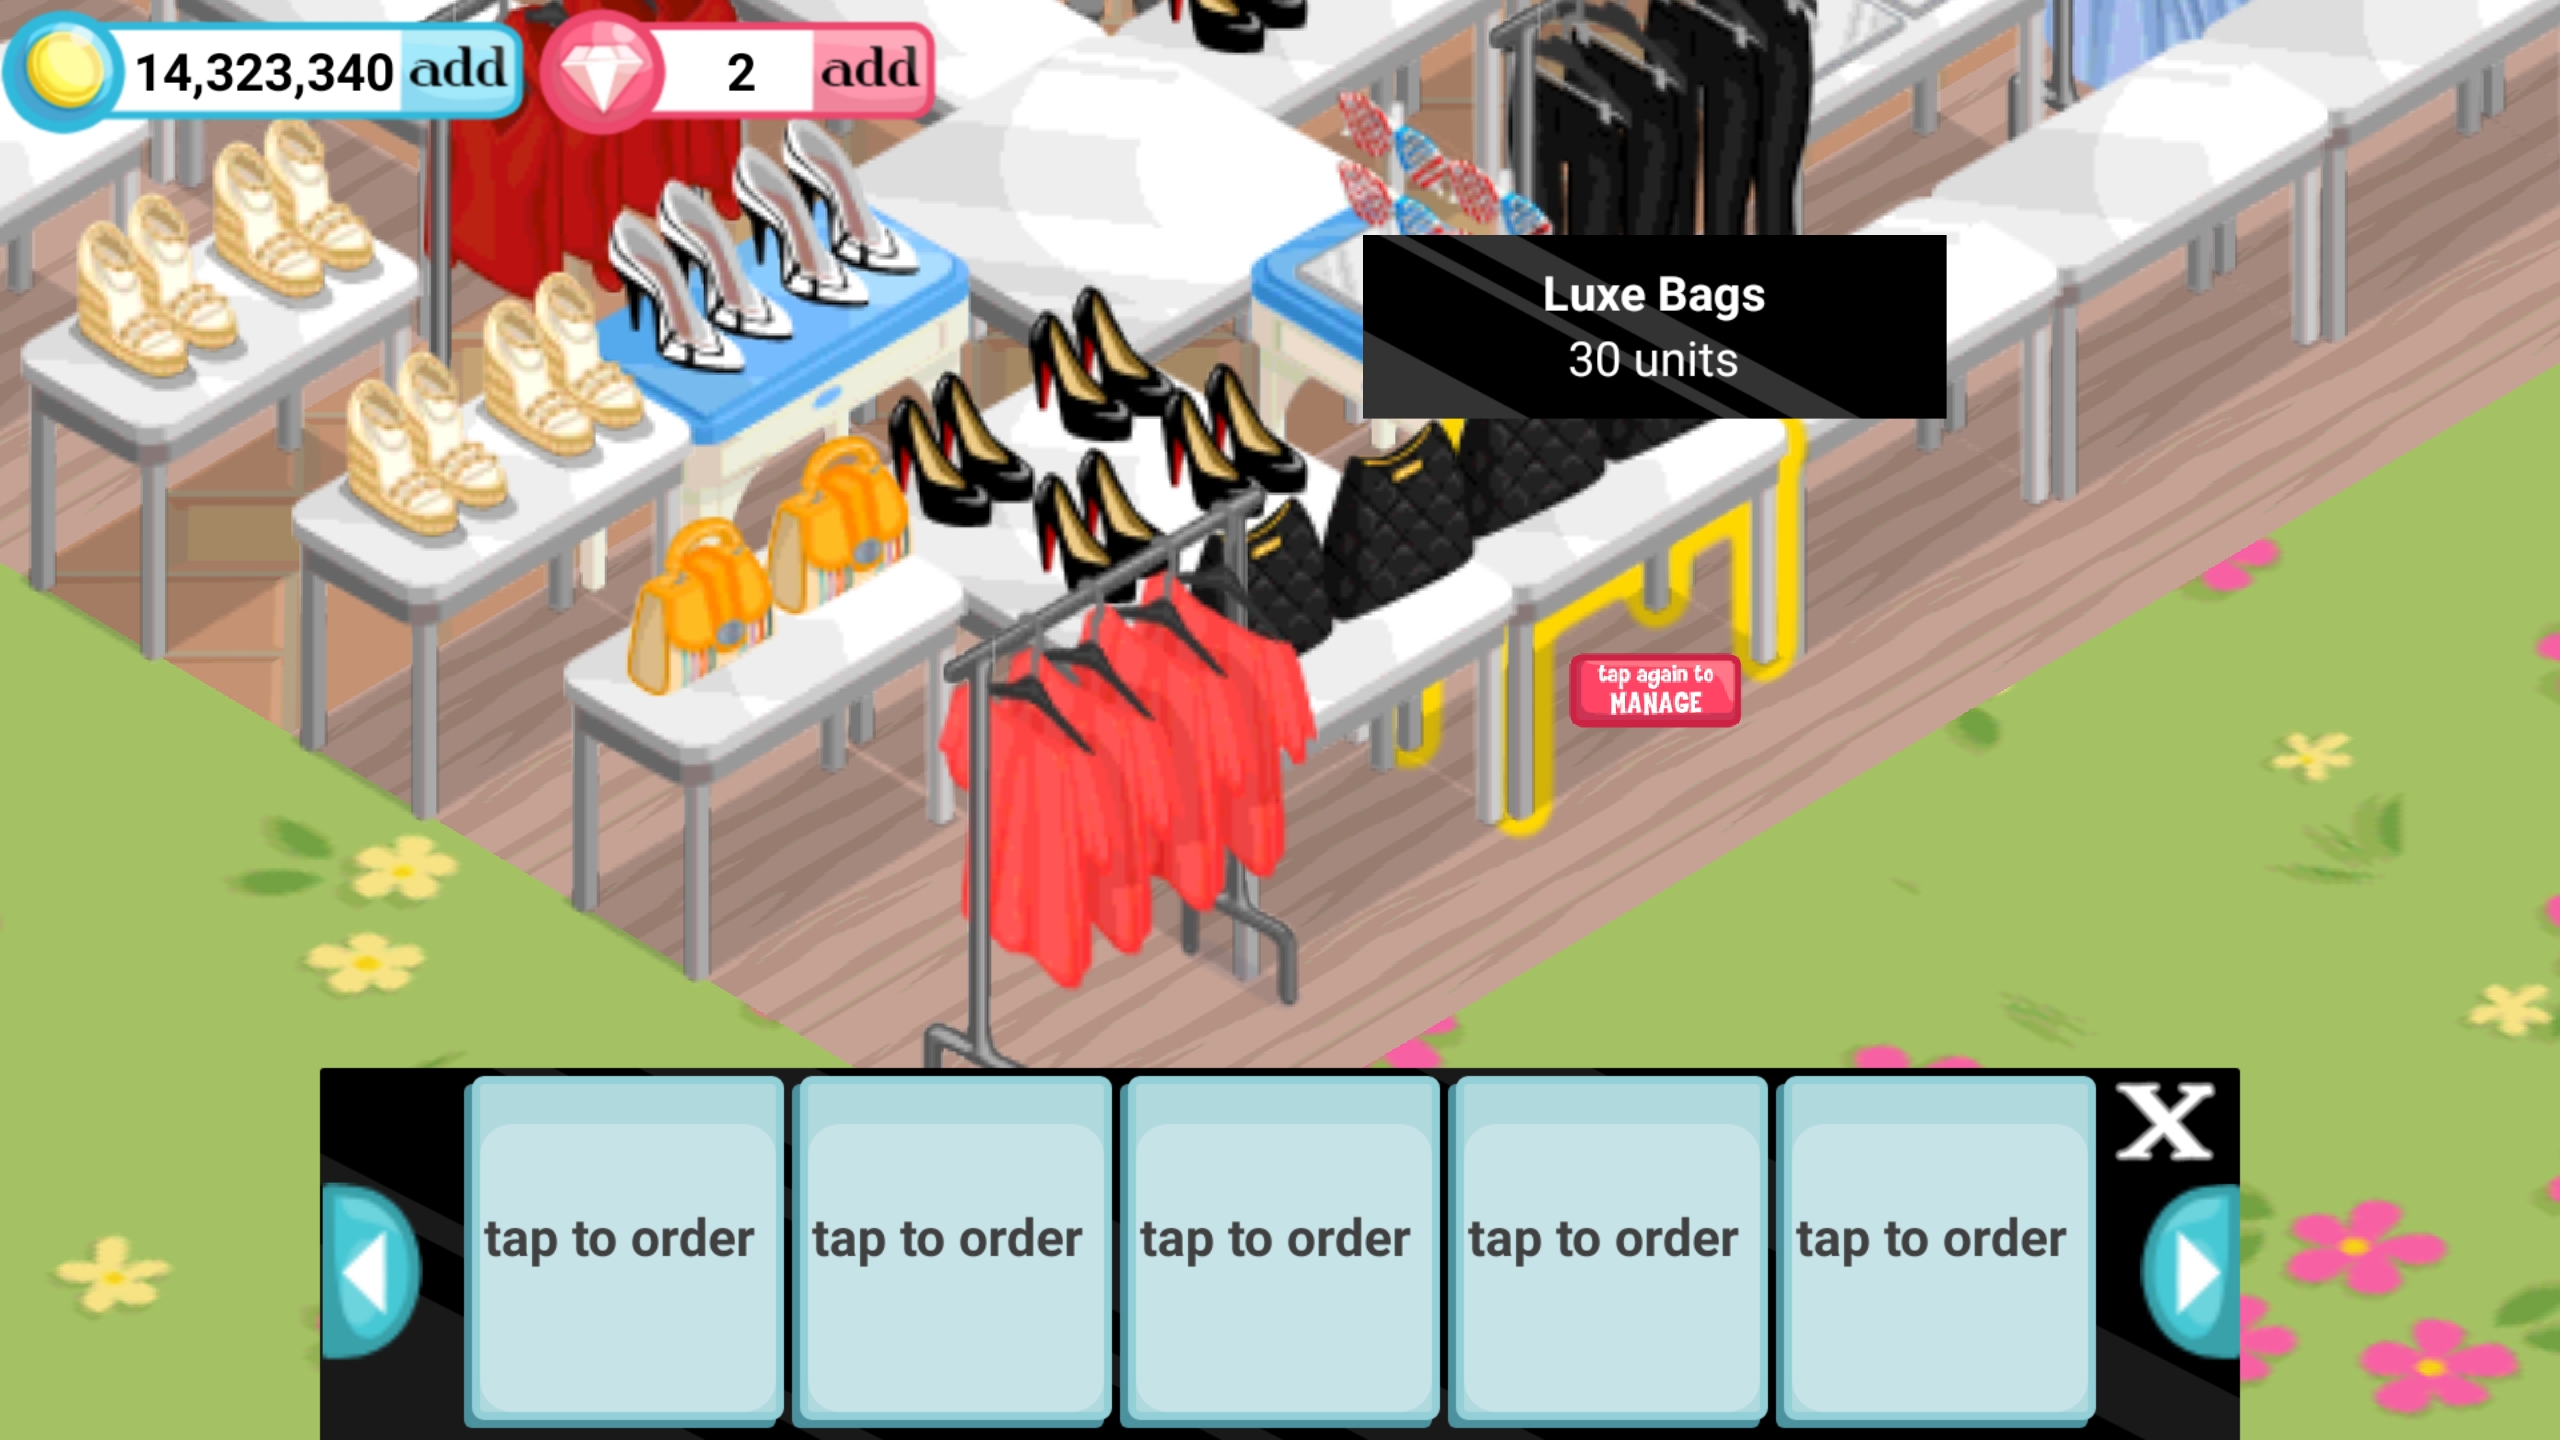 14,323,340 add
2 add
Luxe Bags
30 units
tap again to
MANAGE
X
tap to order
tap to order
tap to order
tap to order
tap to order